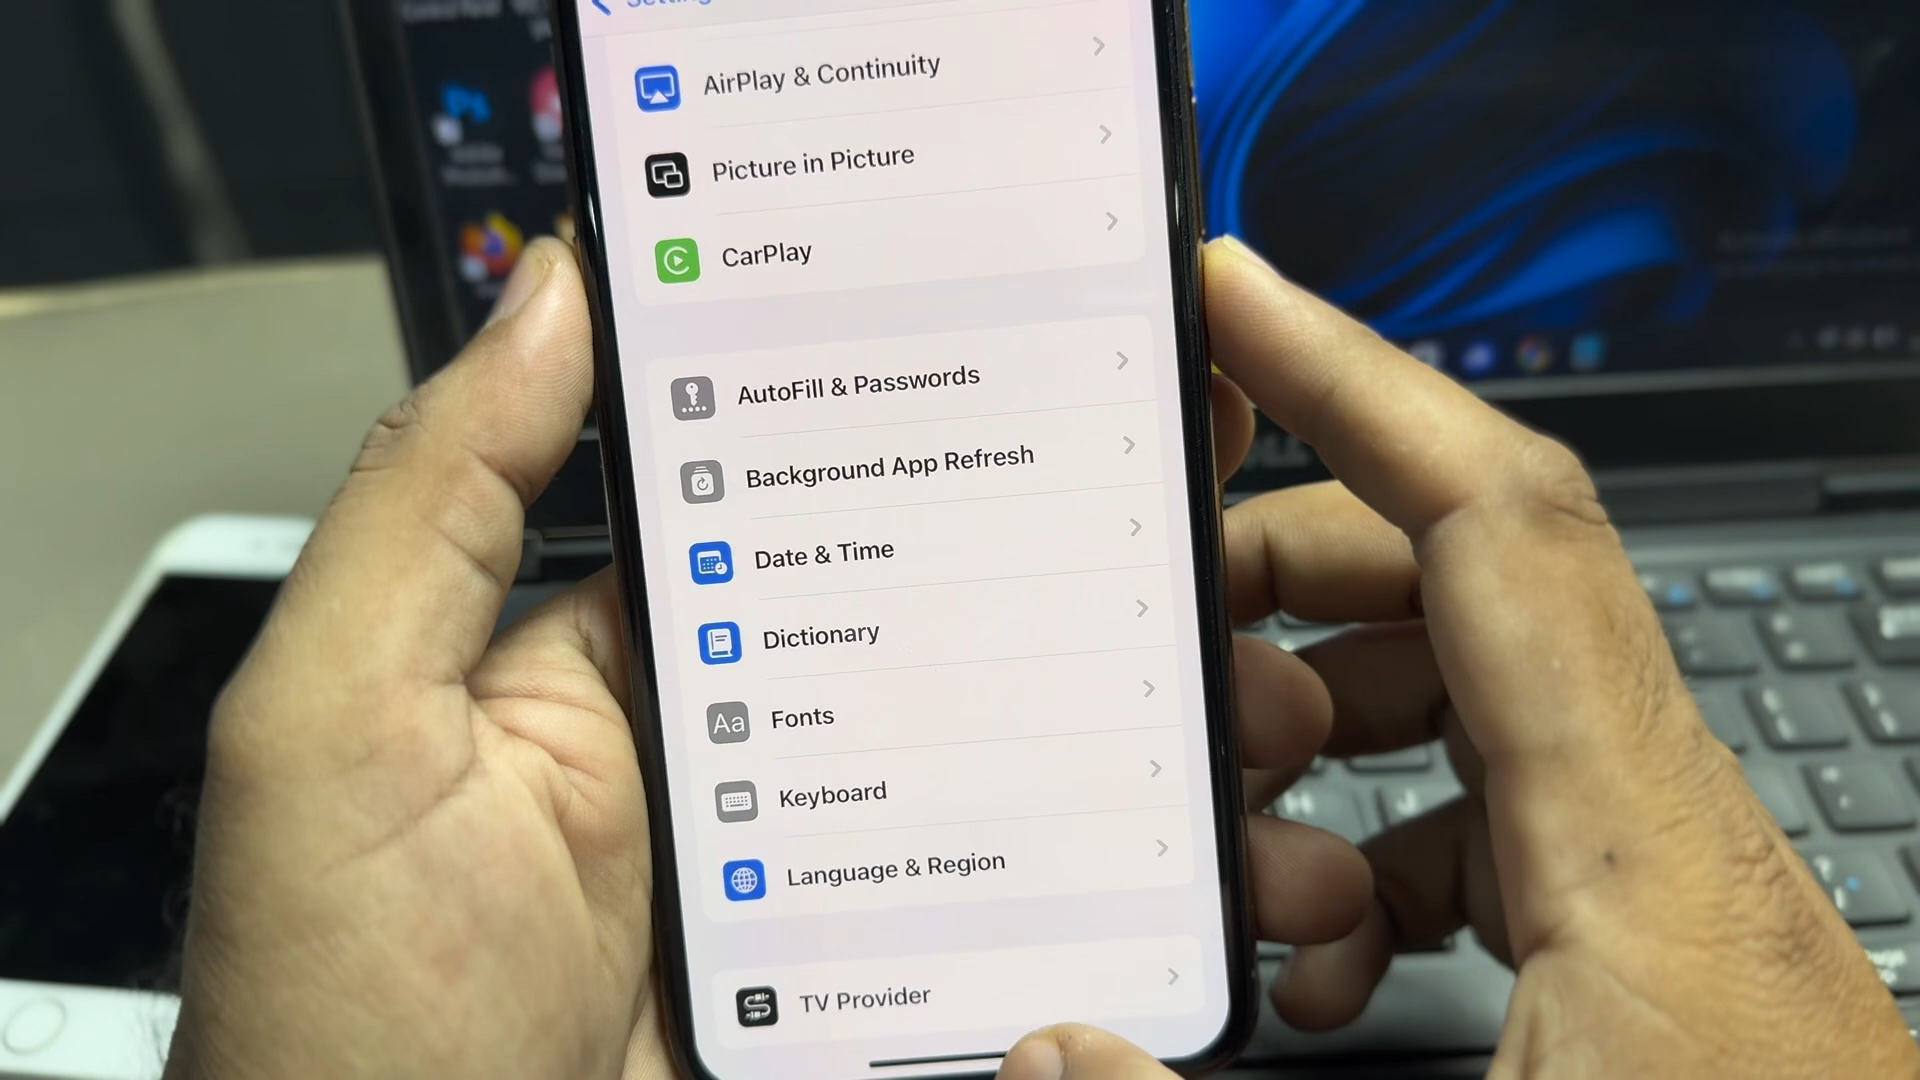 AirPlay & Continuity
Picture in Picture
CarPlay
AutoFill & Passwords
Background App Refresh
Date & Time
Dictionary
Aa
Fonts
Keyboard
Language & Region
TV Provider
Ps
H
J